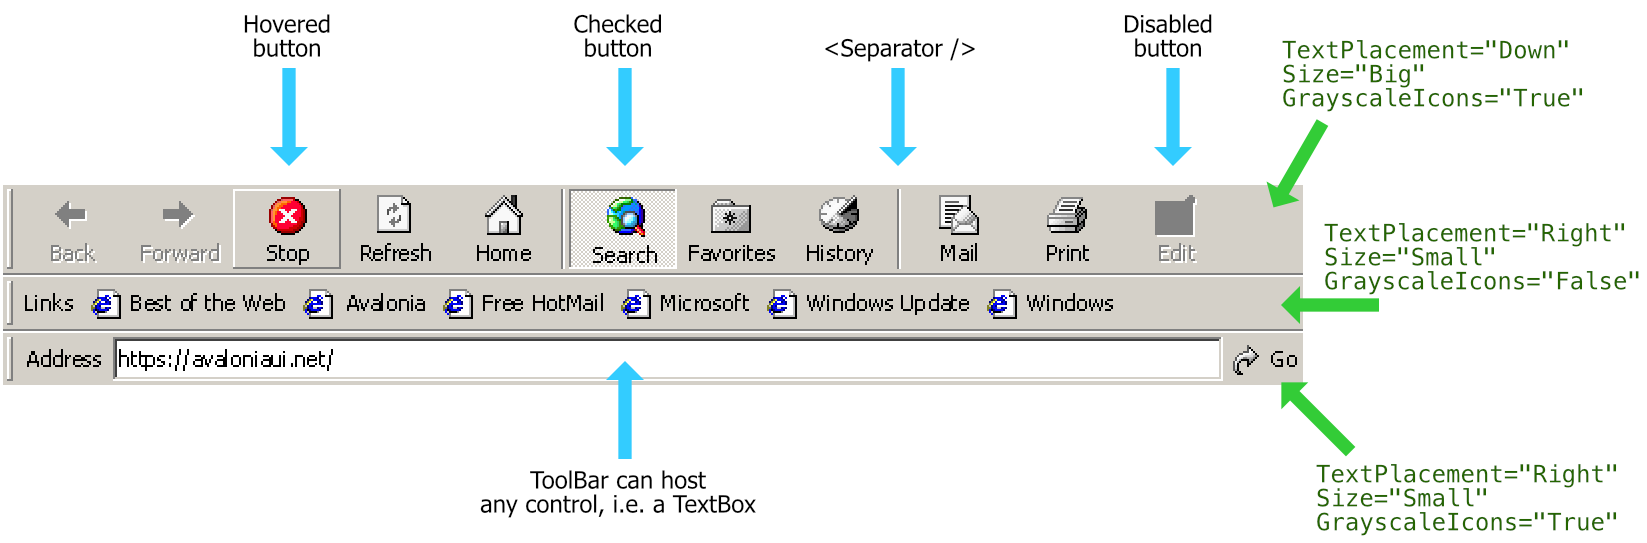 Hovered
button
Checked
button
<Separator />
Disabled
button
TextPlacement="Down"
Size="Big"
GrayscaleIcons="True"
Back Forward Stop Refresh Home Search Favorites History Mail Print Edit
TextPlacement="Right"
Size="Small"
GrayscaleIcons="False"
Links Best of the Web Avalonia Free HotMail Microsoft Windows Update Windows
Address https://avaloniaui.net/ Go
ToolBar can host
any control, i.e. a TextBox
TextPlacement="Right"
Size="Small"
GrayscaleIcons="True"